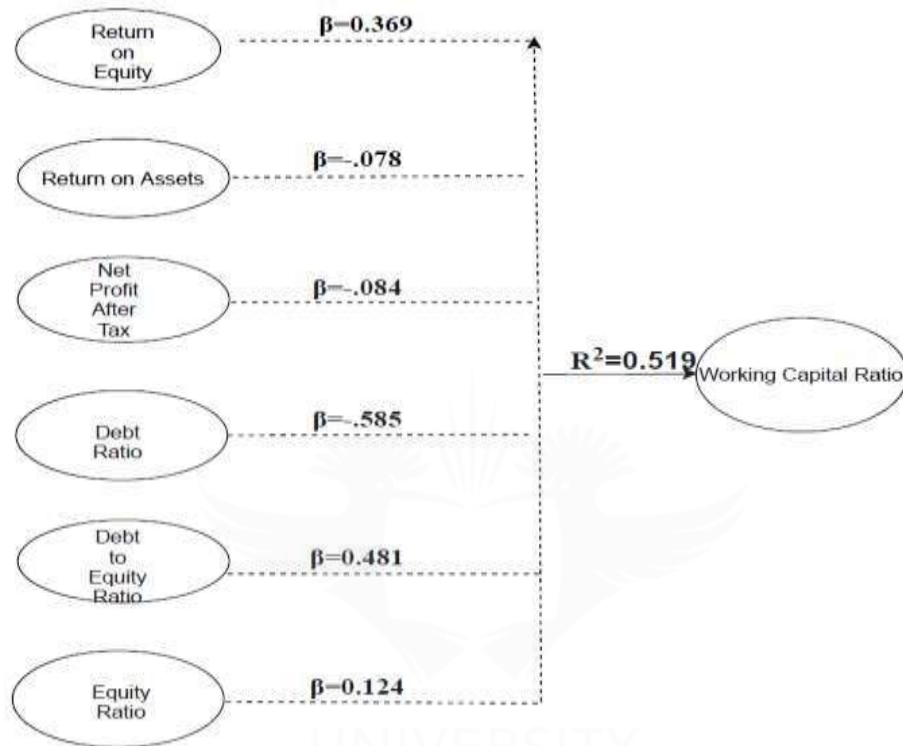 Return
on
Equity
β=0.369
Return on Assets
β=-.078
Net
Profit
After
Tax
β=-.084
R²=0.519
Working Capital Ratio
Debt
Ratio
β=-.585
Debt
to
Equity
Ratio
β=0.481
Equity
Ratio
β=0.124
UNIVERSITY